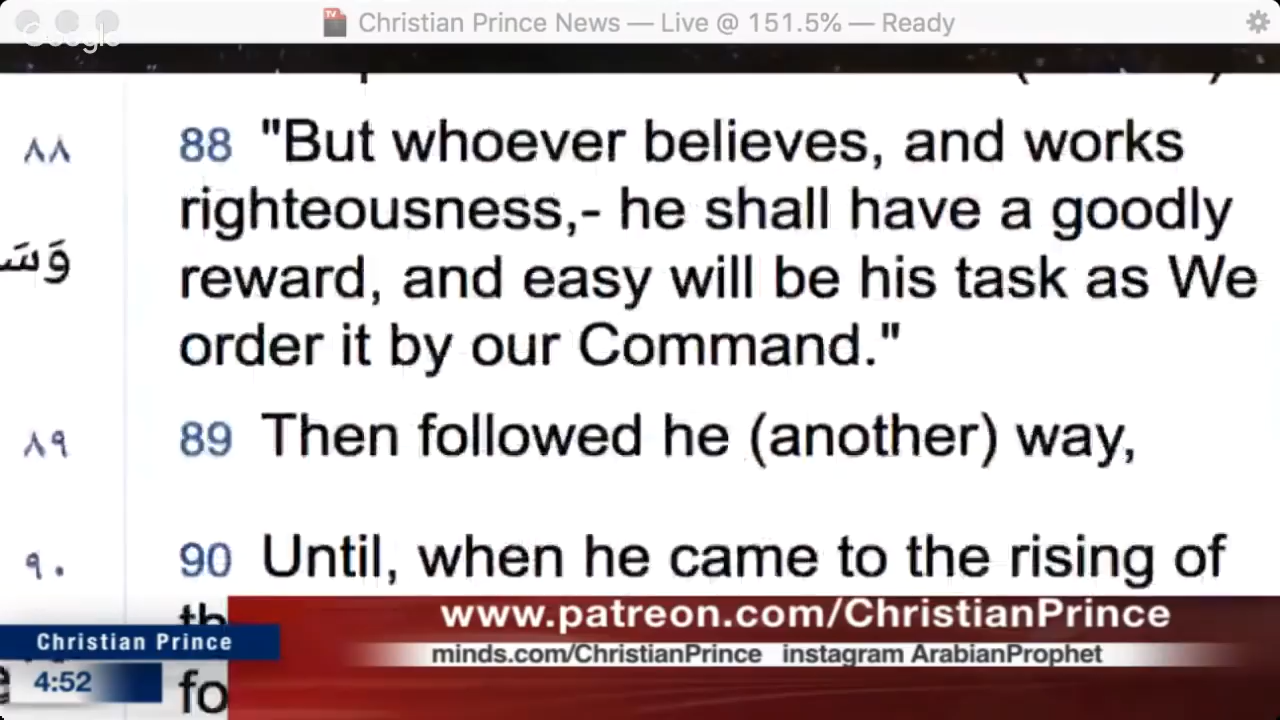 Christian Prince News — Live @ 151.5% — Ready
Google
٨٨
88 "But whoever believes, and works
righteousness,- he shall have a goodly
reward, and easy will be his task as We
order it by our Command."
٨٩
89 Then followed he (another) way,
٩٠
90 Until, when he came to the rising of
www.patreon.com/ChristianPrince
Christian Prince
minds.com/ChristianPrince instagram ArabianProphet
4:52
fo